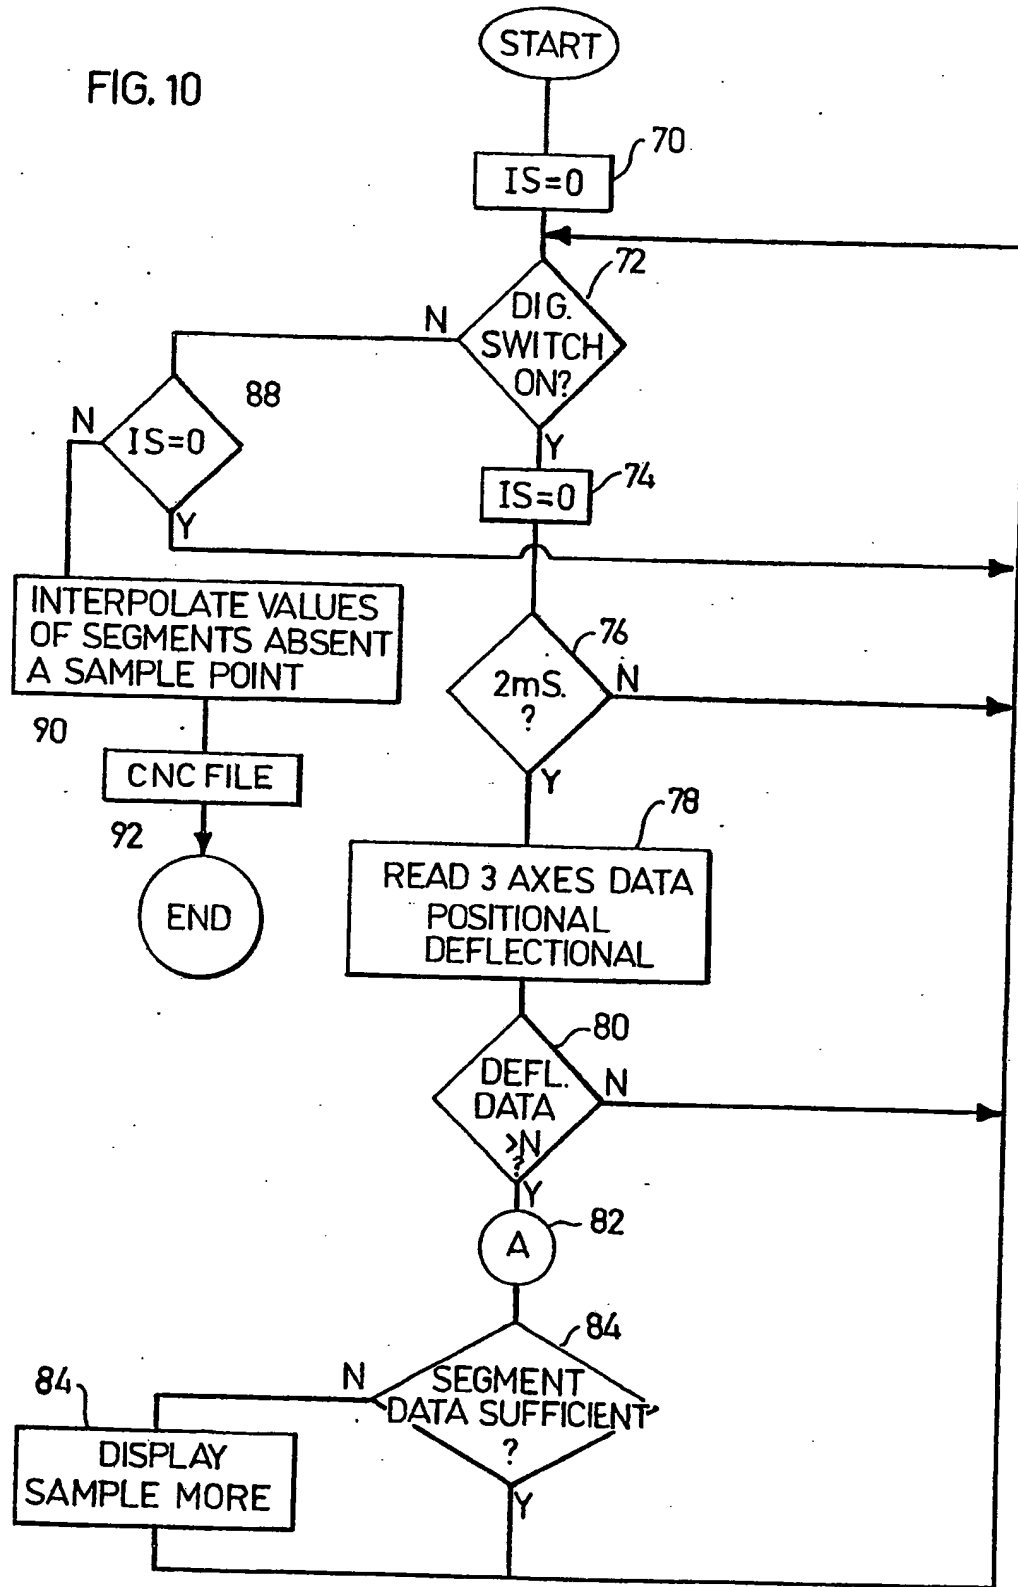 START
FIG. 10
70
IS=0
72
DIG.
SWITCH
ON?
N
Y
88
N
IS=0
Y
74
IS=0
INTERPOLATE VALUES
OF SEGMENTS ABSENT
A SAMPLE POINT
76
2mS.
?
N
Y
90
CNC FILE
92
END
78
READ 3 AXES DATA
POSITIONAL
DEFLECTIONAL
80
DEFL.
DATA
>N
?
N
Y
A
82
84
SEGMENT
DATA SUFFICIENT
?
N
Y
84
DISPLAY
SAMPLE MORE